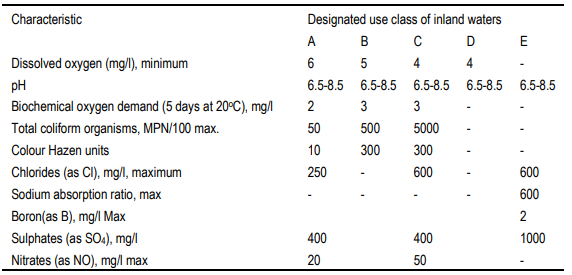 Characteristic Designated use class of inland waters
A B C D E
Dissolved oxygen (mg/l), minimum 6 5 4 4 -
pH 6.5-8.5 6.5-8.5 6.5-8.5 6.5-8.5 6.5-8.5
Biochemical oxygen demand (5 days at 20ºC), mg/l 2 3 3 - -
Total coliform organisms, MPN/100 max. 50 500 5000 - -
Colour Hazen units 10 300 300 - -
Chlorides (as Cl), mg/l, maximum 250 - 600 - 600
Sodium absorption ratio, max - - - - 600
Boron(as B), mg/l Max 2
Sulphates (as SO₄), mg/l 400 400 1000
Nitrates (as NO), mg/l max 20 50 -